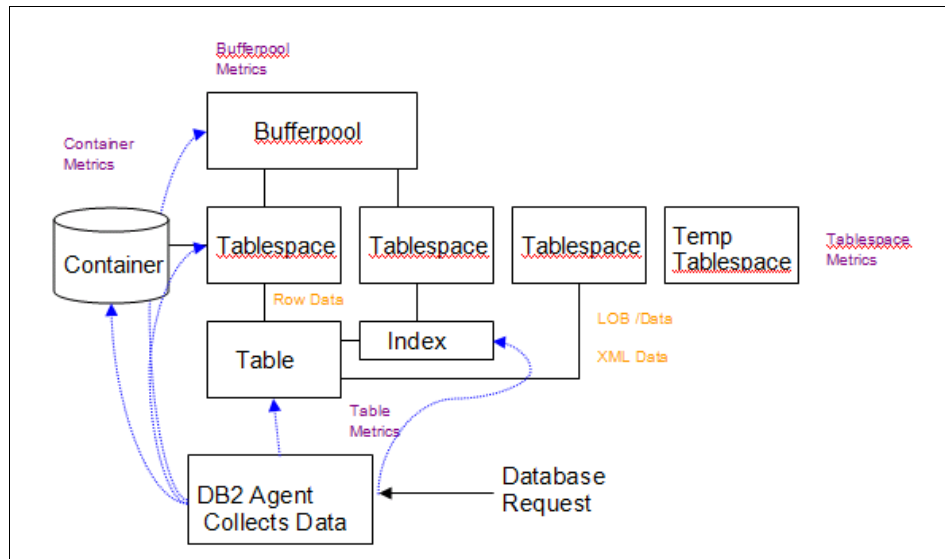 Bufferpool
Metrics
Bufferpool
Container
Metrics
Container
Tablespace
Tablespace
Tablespace
Temp
Tablespace
Tablespace
Metrics
Row Data
LOB /Data
XML Data
Table
Index
Table
Metrics
DB2 Agent
Collects Data
Database
Request